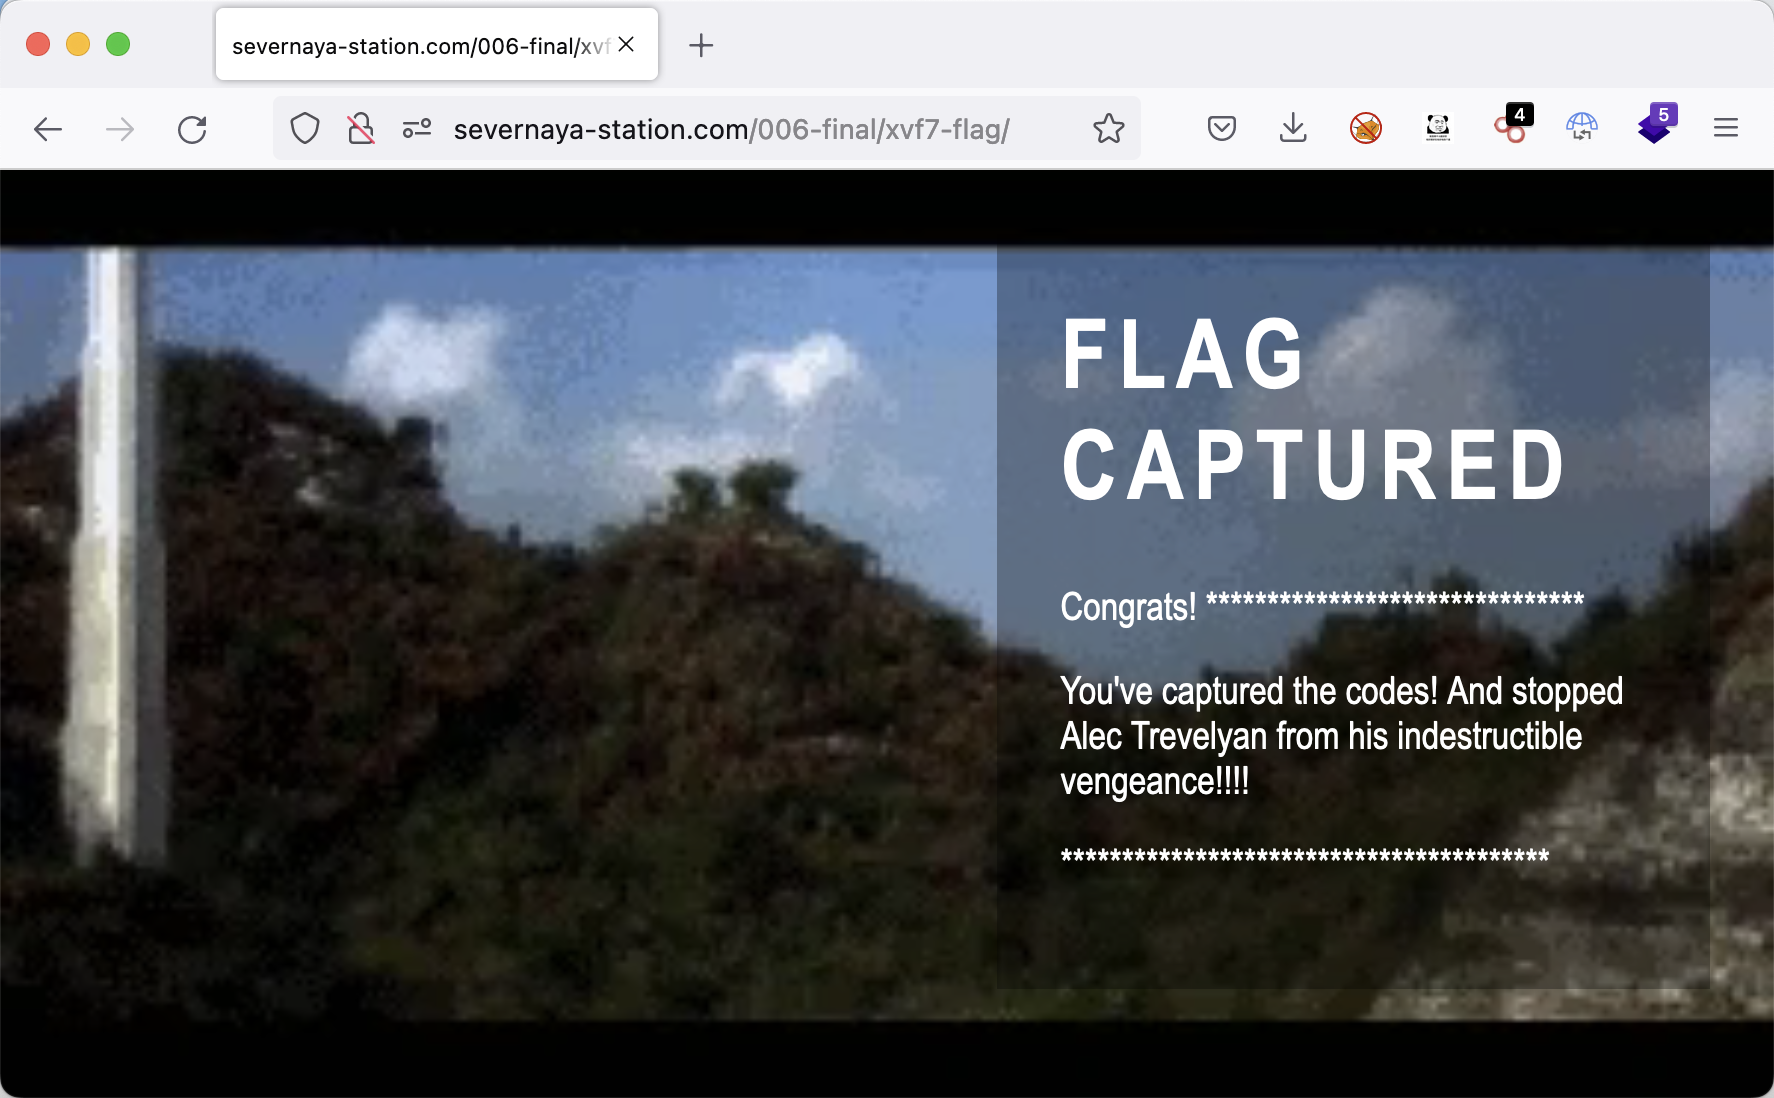 severnaya-station.com/006-final/xvf
severnaya-station.com/006-final/xvf7-flag/
4
5
FLAG
CAPTURED
Congrats! *******************************
You've captured the codes! And stopped
Alec Trevelyan from his indestructible
vengeance!!!!
****************************************